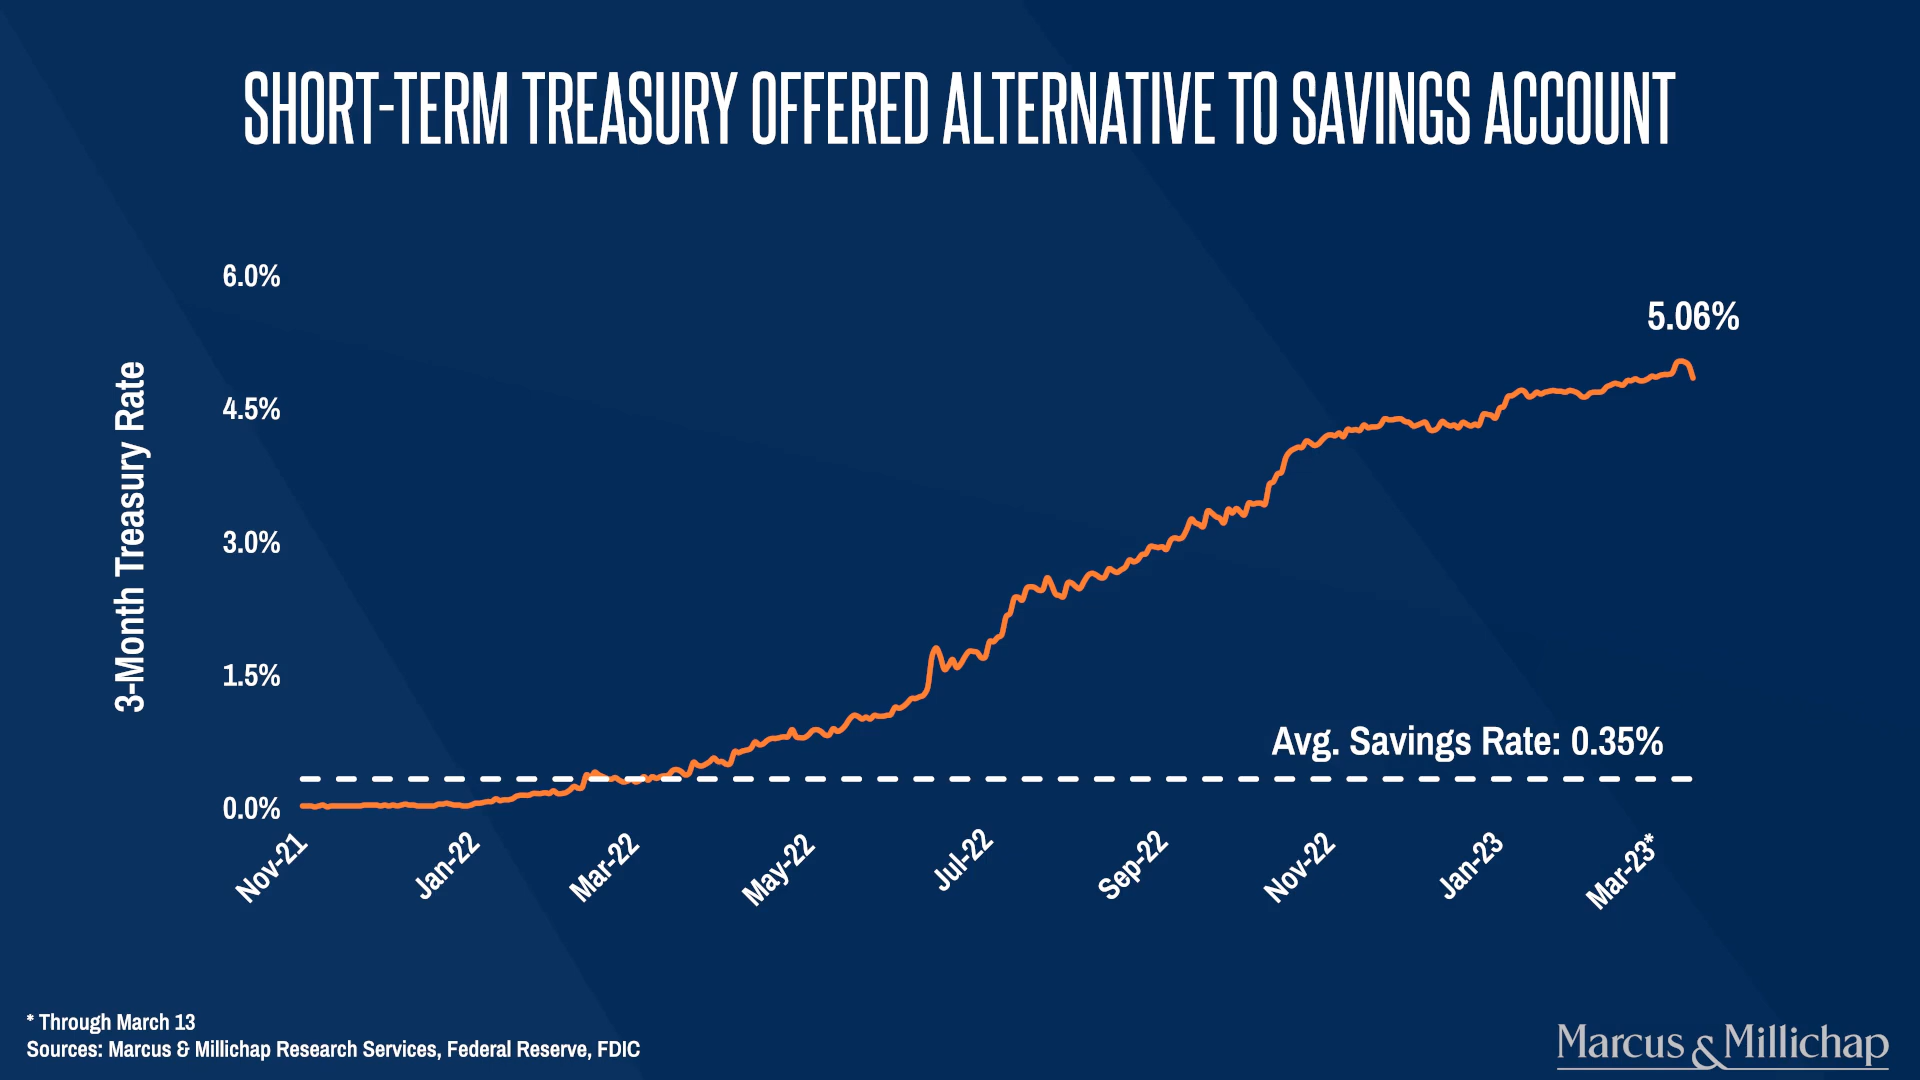 SHORT-TERM TREASURY OFFERED ALTERNATIVE TO SAVINGS ACCOUNT
3-Month Treasury Rate
6.0%
4.5%
3.0%
1.5%
0.0%
5.06%
Avg. Savings Rate: 0.35%
Nov-21
Jan-22
Mar-22
May-22
Jul-22
Sep-22
Nov-22
Jan-23
Mar-23*
* Through March 13
Sources: Marcus & Millichap Research Services, Federal Reserve, FDIC
Marcus & Millichap